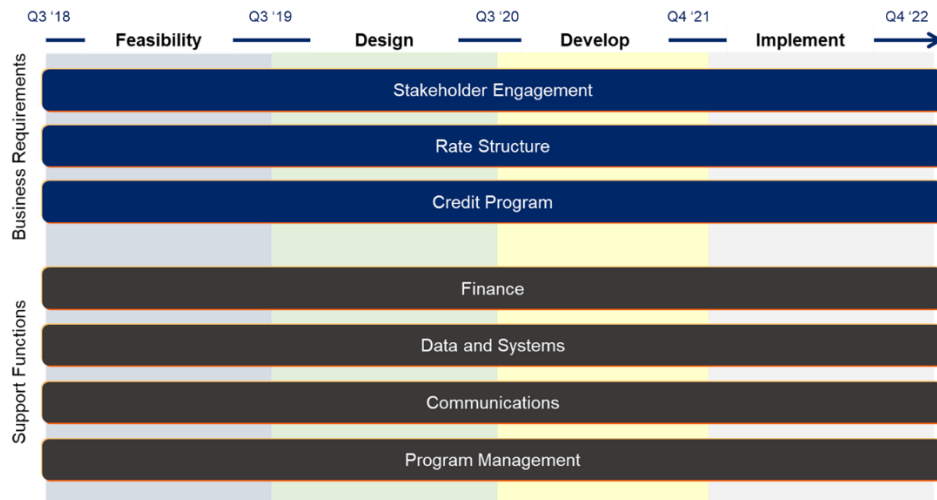 Q3 ‘18 Q3 ‘19 Q3 ‘20 Q4 ‘21 Q4 ‘22
Feasibility Design Develop Implement
Business Requirements
Stakeholder Engagement
Rate Structure
Credit Program
Support Functions
Finance
Data and Systems
Communications
Program Management